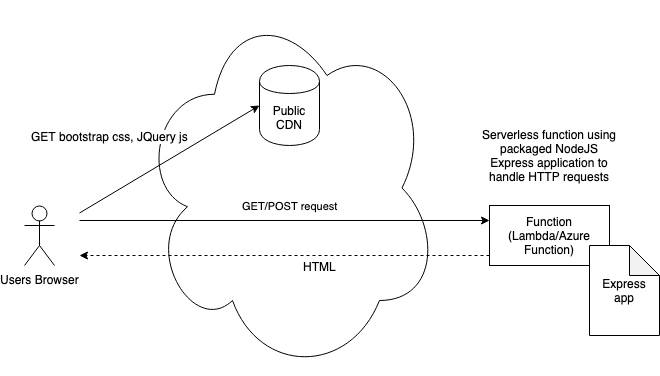 Public
CDN
GET bootstrap css, JQuery js
Serverless function using
packaged NodeJS
Express application to
handle HTTP requests
GET/POST request
Function
(Lambda/Azure
Function)
HTML
Users Browser
Express
app